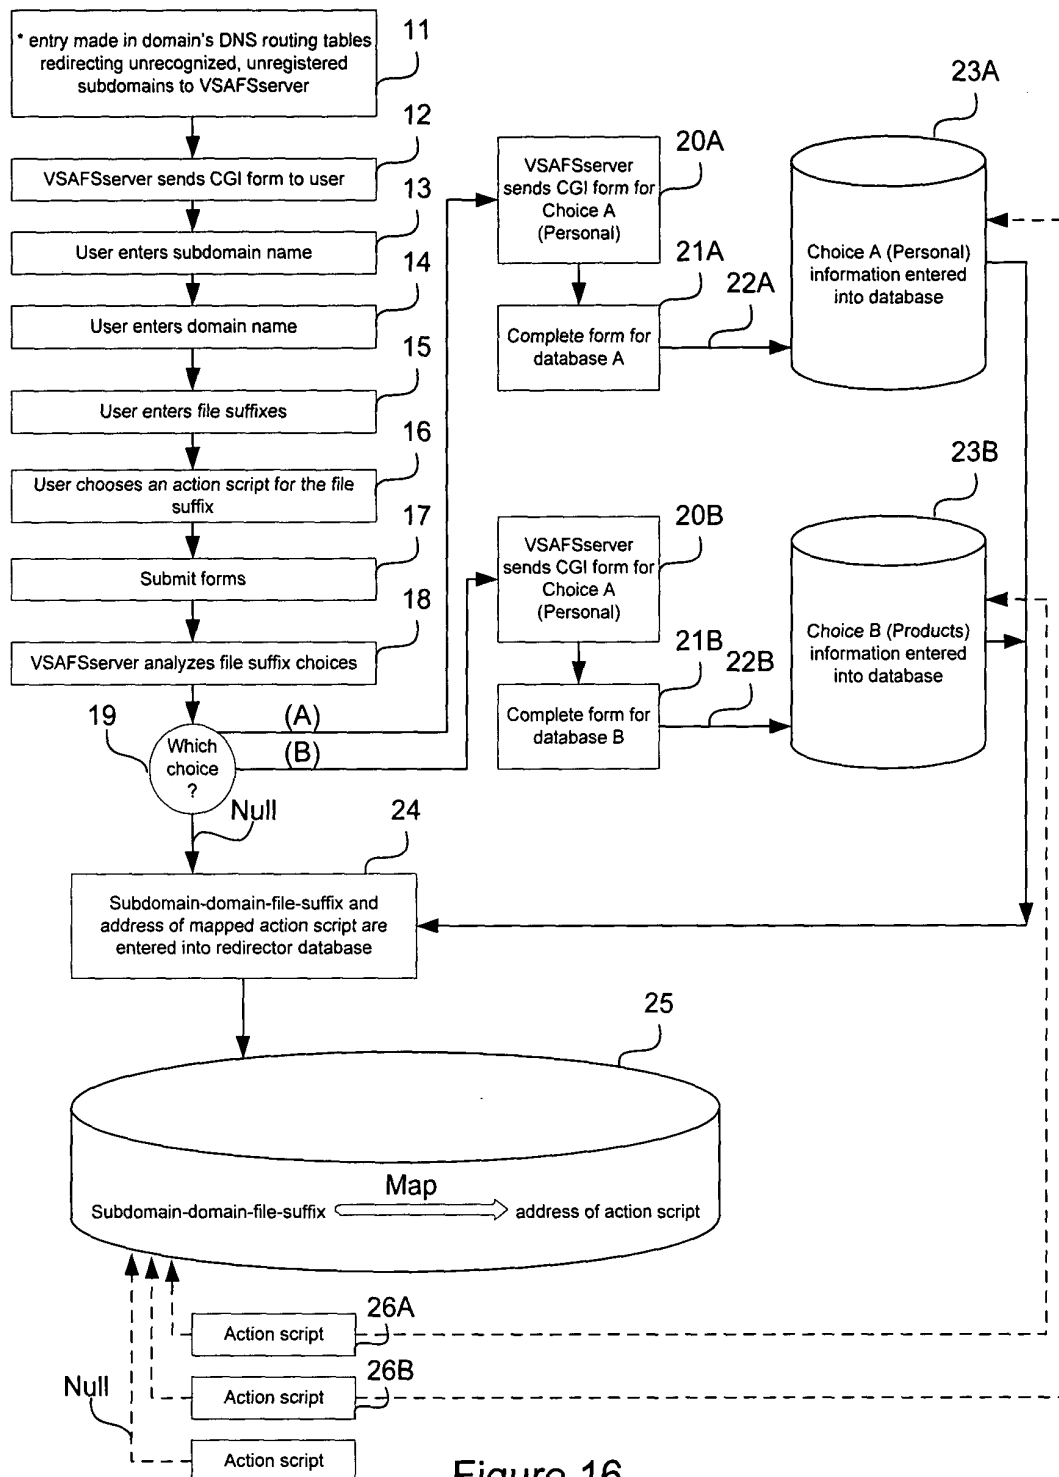 * entry made in domain's DNS routing tables
redirecting unrecognized, unregistered
subdomains to VSAFSserver
11
12
VSAFSserver sends CGI form to user
13
User enters subdomain name
14
User enters domain name
15
User enters file suffixes
16
User chooses an action script for the file
suffix
17
Submit forms
18
VSAFSserver analyzes file suffix choices
19
Which
choice
?
(A)
(B)
Null
20A
VSAFSserver
sends CGI form for
Choice A
(Personal)
21A
22A
Complete form for
database A
23A
Choice A (Personal)
information entered
into database
20B
VSAFSserver
sends CGI form for
Choice A
(Personal)
21B
22B
Complete form for
database B
23B
Choice B (Products)
information entered
into database
24
Subdomain-domain-file-suffix and
address of mapped action script are
entered into redirector database
25
Map
Subdomain-domain-file-suffix
address of action script
26A
Action script
26B
Action script
Null
Action script
Figure 16